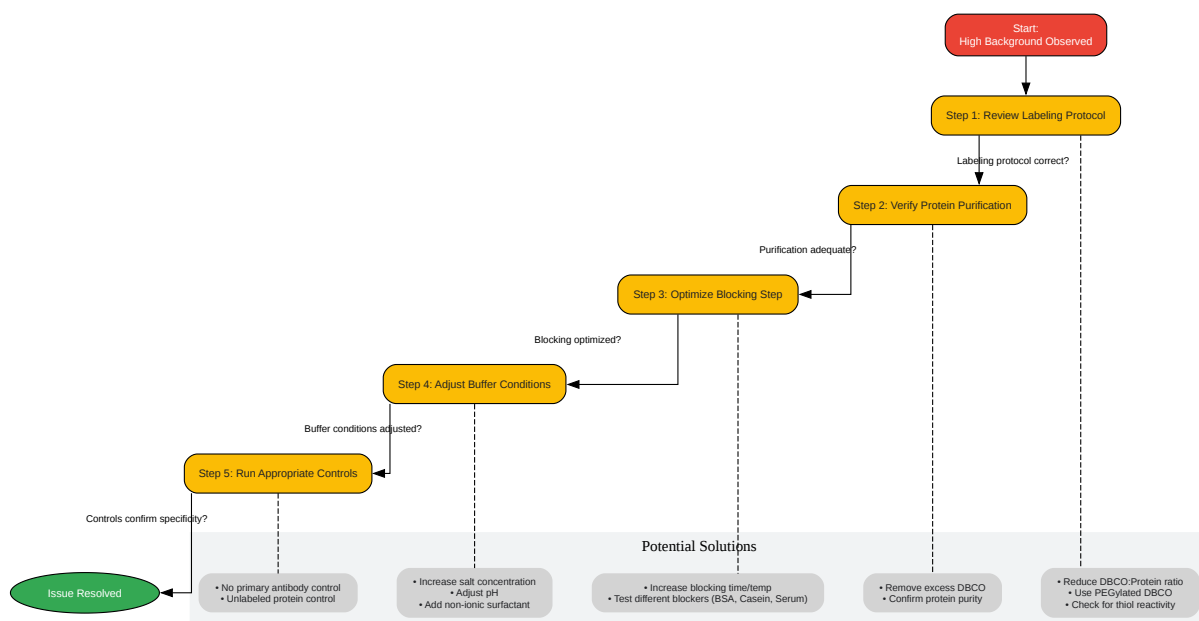 Start:
High Background Observed
Step 1: Review Labeling Protocol
Labeling protocol correct?
Step 2: Verify Protein Purification
Purification adequate?
Step 3: Optimize Blocking Step
Blocking optimized?
Step 4: Adjust Buffer Conditions
Buffer conditions adjusted?
Step 5: Run Appropriate Controls
Controls confirm specificity?
Issue Resolved
Potential Solutions
• No primary antibody control
• Unlabeled protein control
• Increase salt concentration
• Adjust pH
• Add non-ionic surfactant
• Increase blocking time/temp
• Test different blockers (BSA, Casein, Serum)
• Remove excess DBCO
• Confirm protein purity
• Reduce DBCO:Protein ratio
• Use PEGylated DBCO
• Check for thiol reactivity